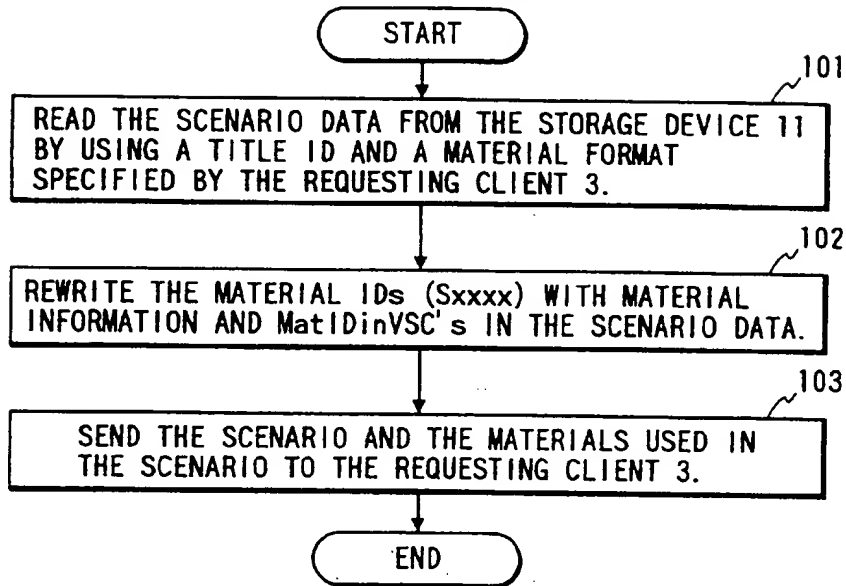 START
101
READ THE SCENARIO DATA FROM THE STORAGE DEVICE 11
BY USING A TITLE ID AND A MATERIAL FORMAT
SPECIFIED BY THE REQUESTING CLIENT 3.
102
REWRITE THE MATERIAL IDs (Sxxxx) WITH MATERIAL
INFORMATION AND MatIDinVSC's IN THE SCENARIO DATA.
103
SEND THE SCENARIO AND THE MATERIALS USED IN
THE SCENARIO TO THE REQUESTING CLIENT 3.
END